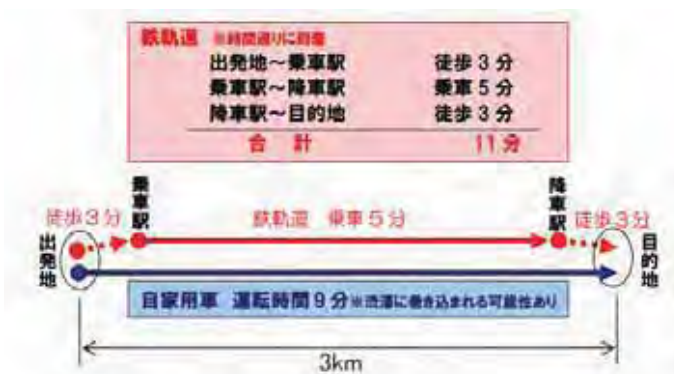 鉄軌道 ※時間通りに到着
出発地～乗車駅 徒歩3分
乗車駅～降車駅 乗車5分
降車駅～目的地 徒歩3分
合計 11分
乗車駅
降車駅
徒歩3分
鉄軌道 乗車5分
徒歩3分
出発地
目的地
自家用車 運転時間9分※渋滞に巻き込まれる可能性あり
3km